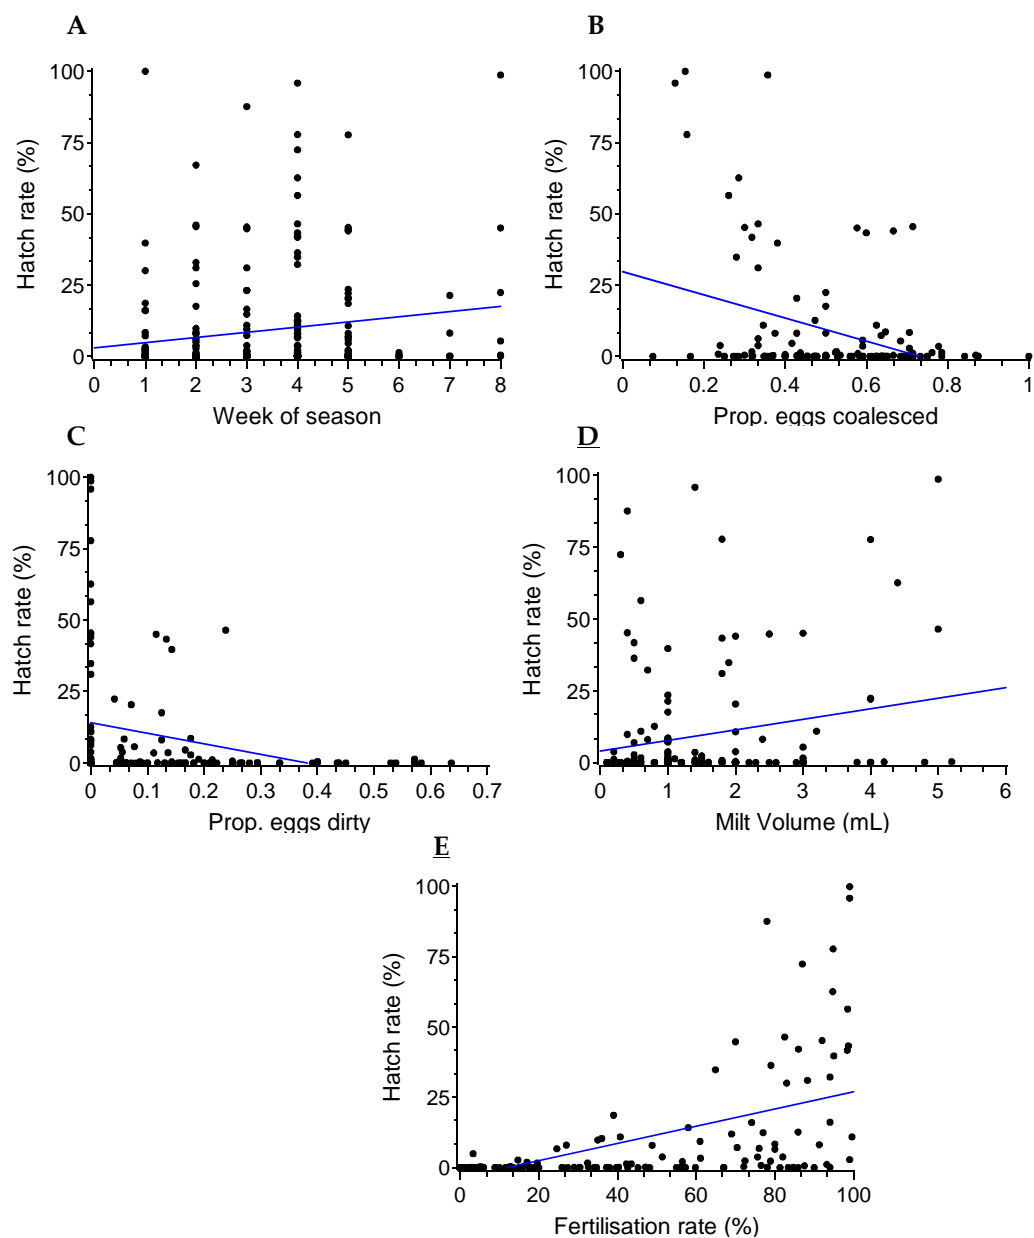 A B
100 100
75 75
50 50
25 25
0 0
0 1 2 3 4 5 6 7 8 0 0.2 0.4 0.6 0.8 1
Hatch rate (%) Hatch rate (%)
Week of season Prop. eggs coalesced
C D
100 100
75 75
50 50
25 25
0 0
0 0.1 0.2 0.3 0.4 0.5 0.6 0.7 0 1 2 3 4 5 6
Hatch rate (%) Hatch rate (%)
Prop. eggs dirty Milt Volume (mL)
E
100
75
50
25
0
0 20 40 60 80 100
Hatch rate (%)
Fertilisation rate (%)